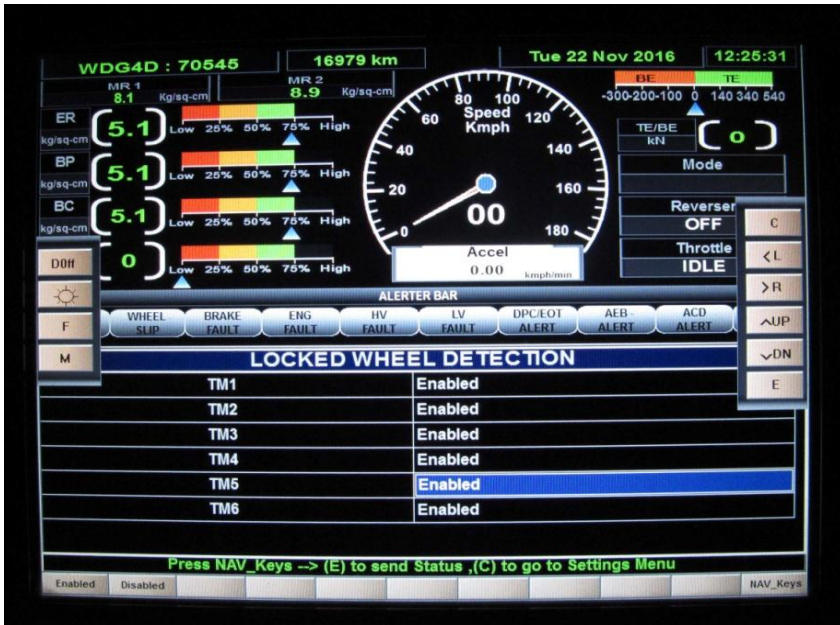 WDG4D : 70545
16979 km
Tue 22 Nov 2016
12:25:31
MR 1
8.1 Kg/sq-cm
MR 2
8.9 Kg/sq-cm
BE TE
-300-200-100 0 140 340 540
ER
kg/sq-cm
5.1
Low 25% 50% 75% High
BP
kg/sq-cm
5.1
Low 25% 50% 75% High
BC
kg/sq-cm
5.1
Low 25% 50% 75% High
0
Low 25% 50% 75% High
Speed
Kmph
0 20 40 60 80 100 120 140 160 180
00
Accel
0.00 kmph/min
TE/BE
kN
0
Mode
Reverser
OFF
Throttle
IDLE
D0ff
F
M
C
<L
>R
UP
DN
E
ALERTER BAR
WHEEL SLIP
BRAKE FAULT
ENG FAULT
HV FAULT
LV FAULT
DPC/EOT ALERT
AEB - ALERT
ACD ALERT
LOCKED WHEEL DETECTION
TM1 Enabled
TM2 Enabled
TM3 Enabled
TM4 Enabled
TM5 Enabled
TM6 Enabled
Press NAV_Keys --> (E) to send Status ,(C) to go to Settings Menu
Enabled Disabled NAV_Keys